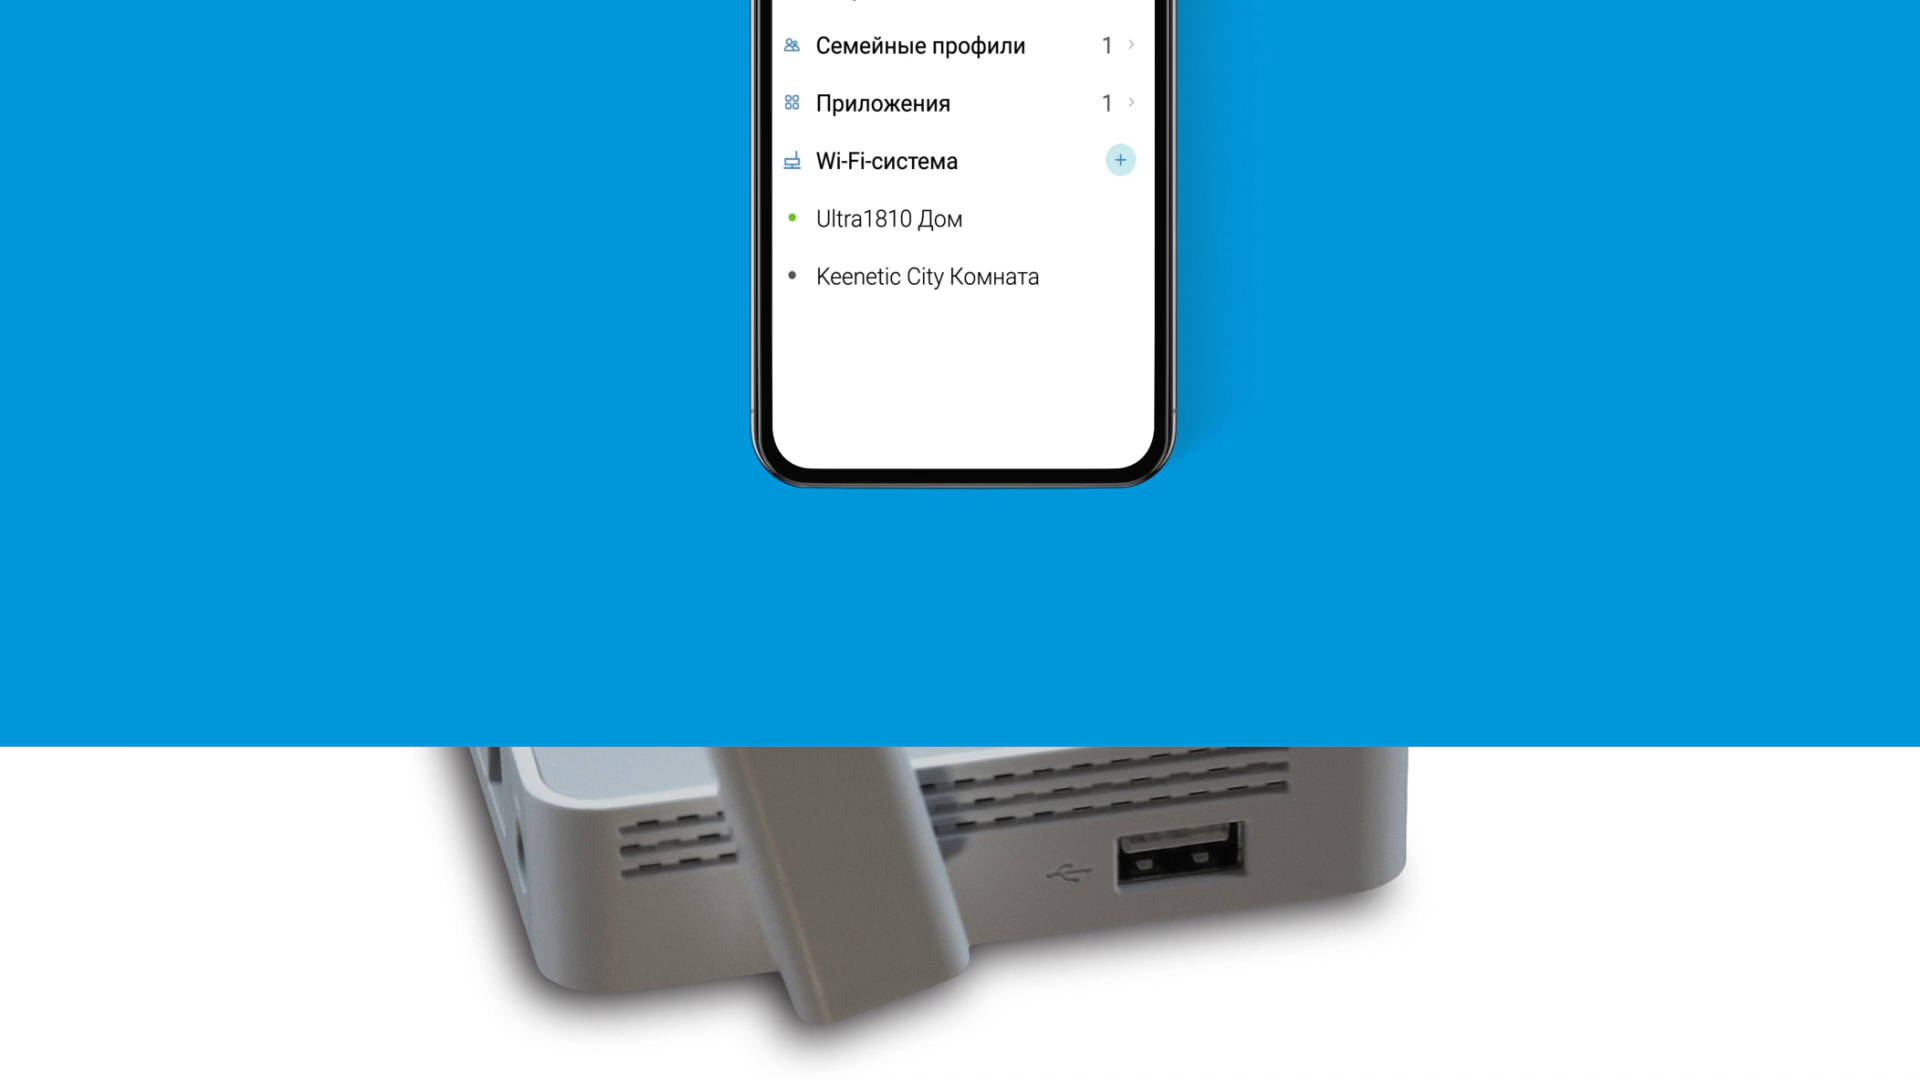 Семейные профили 1
Приложения 1
Wi-Fi-система +
Ultra1810 Дом
Keenetic City Комната